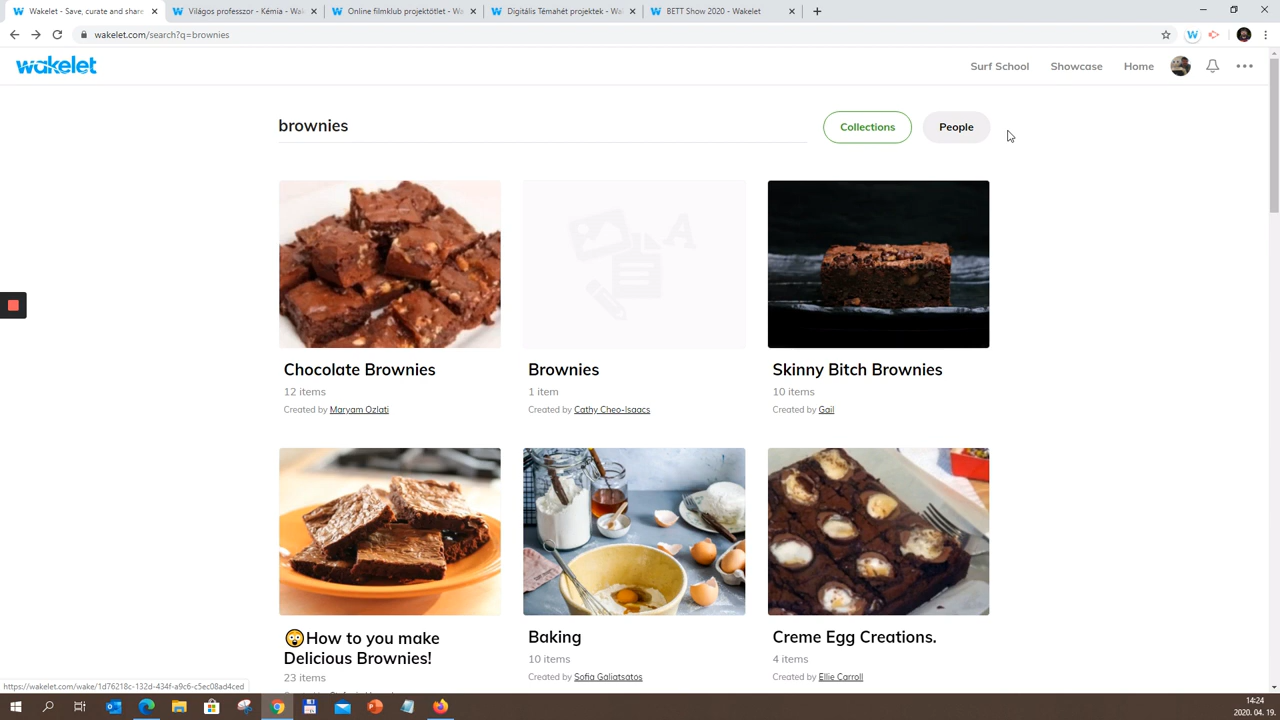 Wakelet - Save, curate and share
Világos professzor - Kémia - Wak
Online filmklub projektötlet - Wa
Digitális Témahét projektek - Wa
BETT Show 2020 - Wakelet
wakelet.com/search?q=brownies
wakelet
Surf School
Showcase
Home
brownies
Collections
People
Chocolate Brownies
12 items
Created by Maryam Ozlati
Brownies
1 item
Created by Cathy Cheo-Isaacs
Skinny Bitch Brownies
10 items
Created by Gail
How to you make
Delicious Brownies!
23 items
Baking
10 items
Created by Sofia Galiatsatos
Creme Egg Creations.
4 items
Created by Ellie Carroll
https://wakelet.com/wake/1d76218c-132d-434f-a9c6-c5ec08ad4ced
14:24
2020. 04. 19.